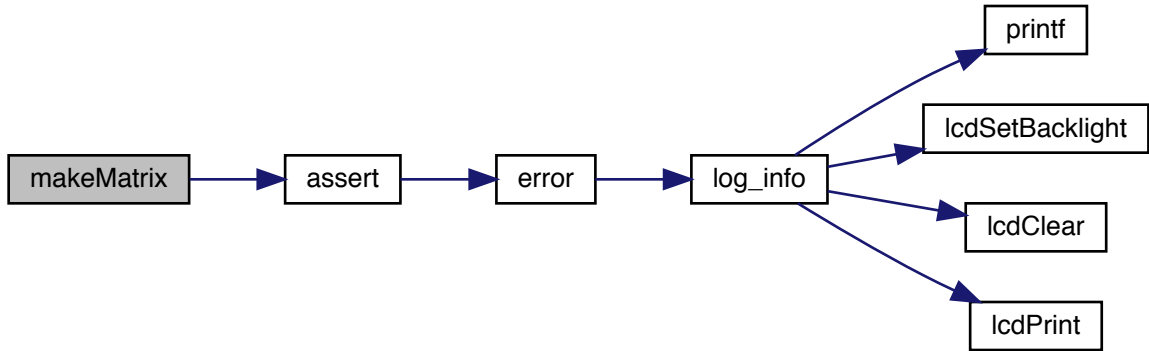 makeMatrix
assert
error
log_info
printf
lcdSetBacklight
lcdClear
lcdPrint